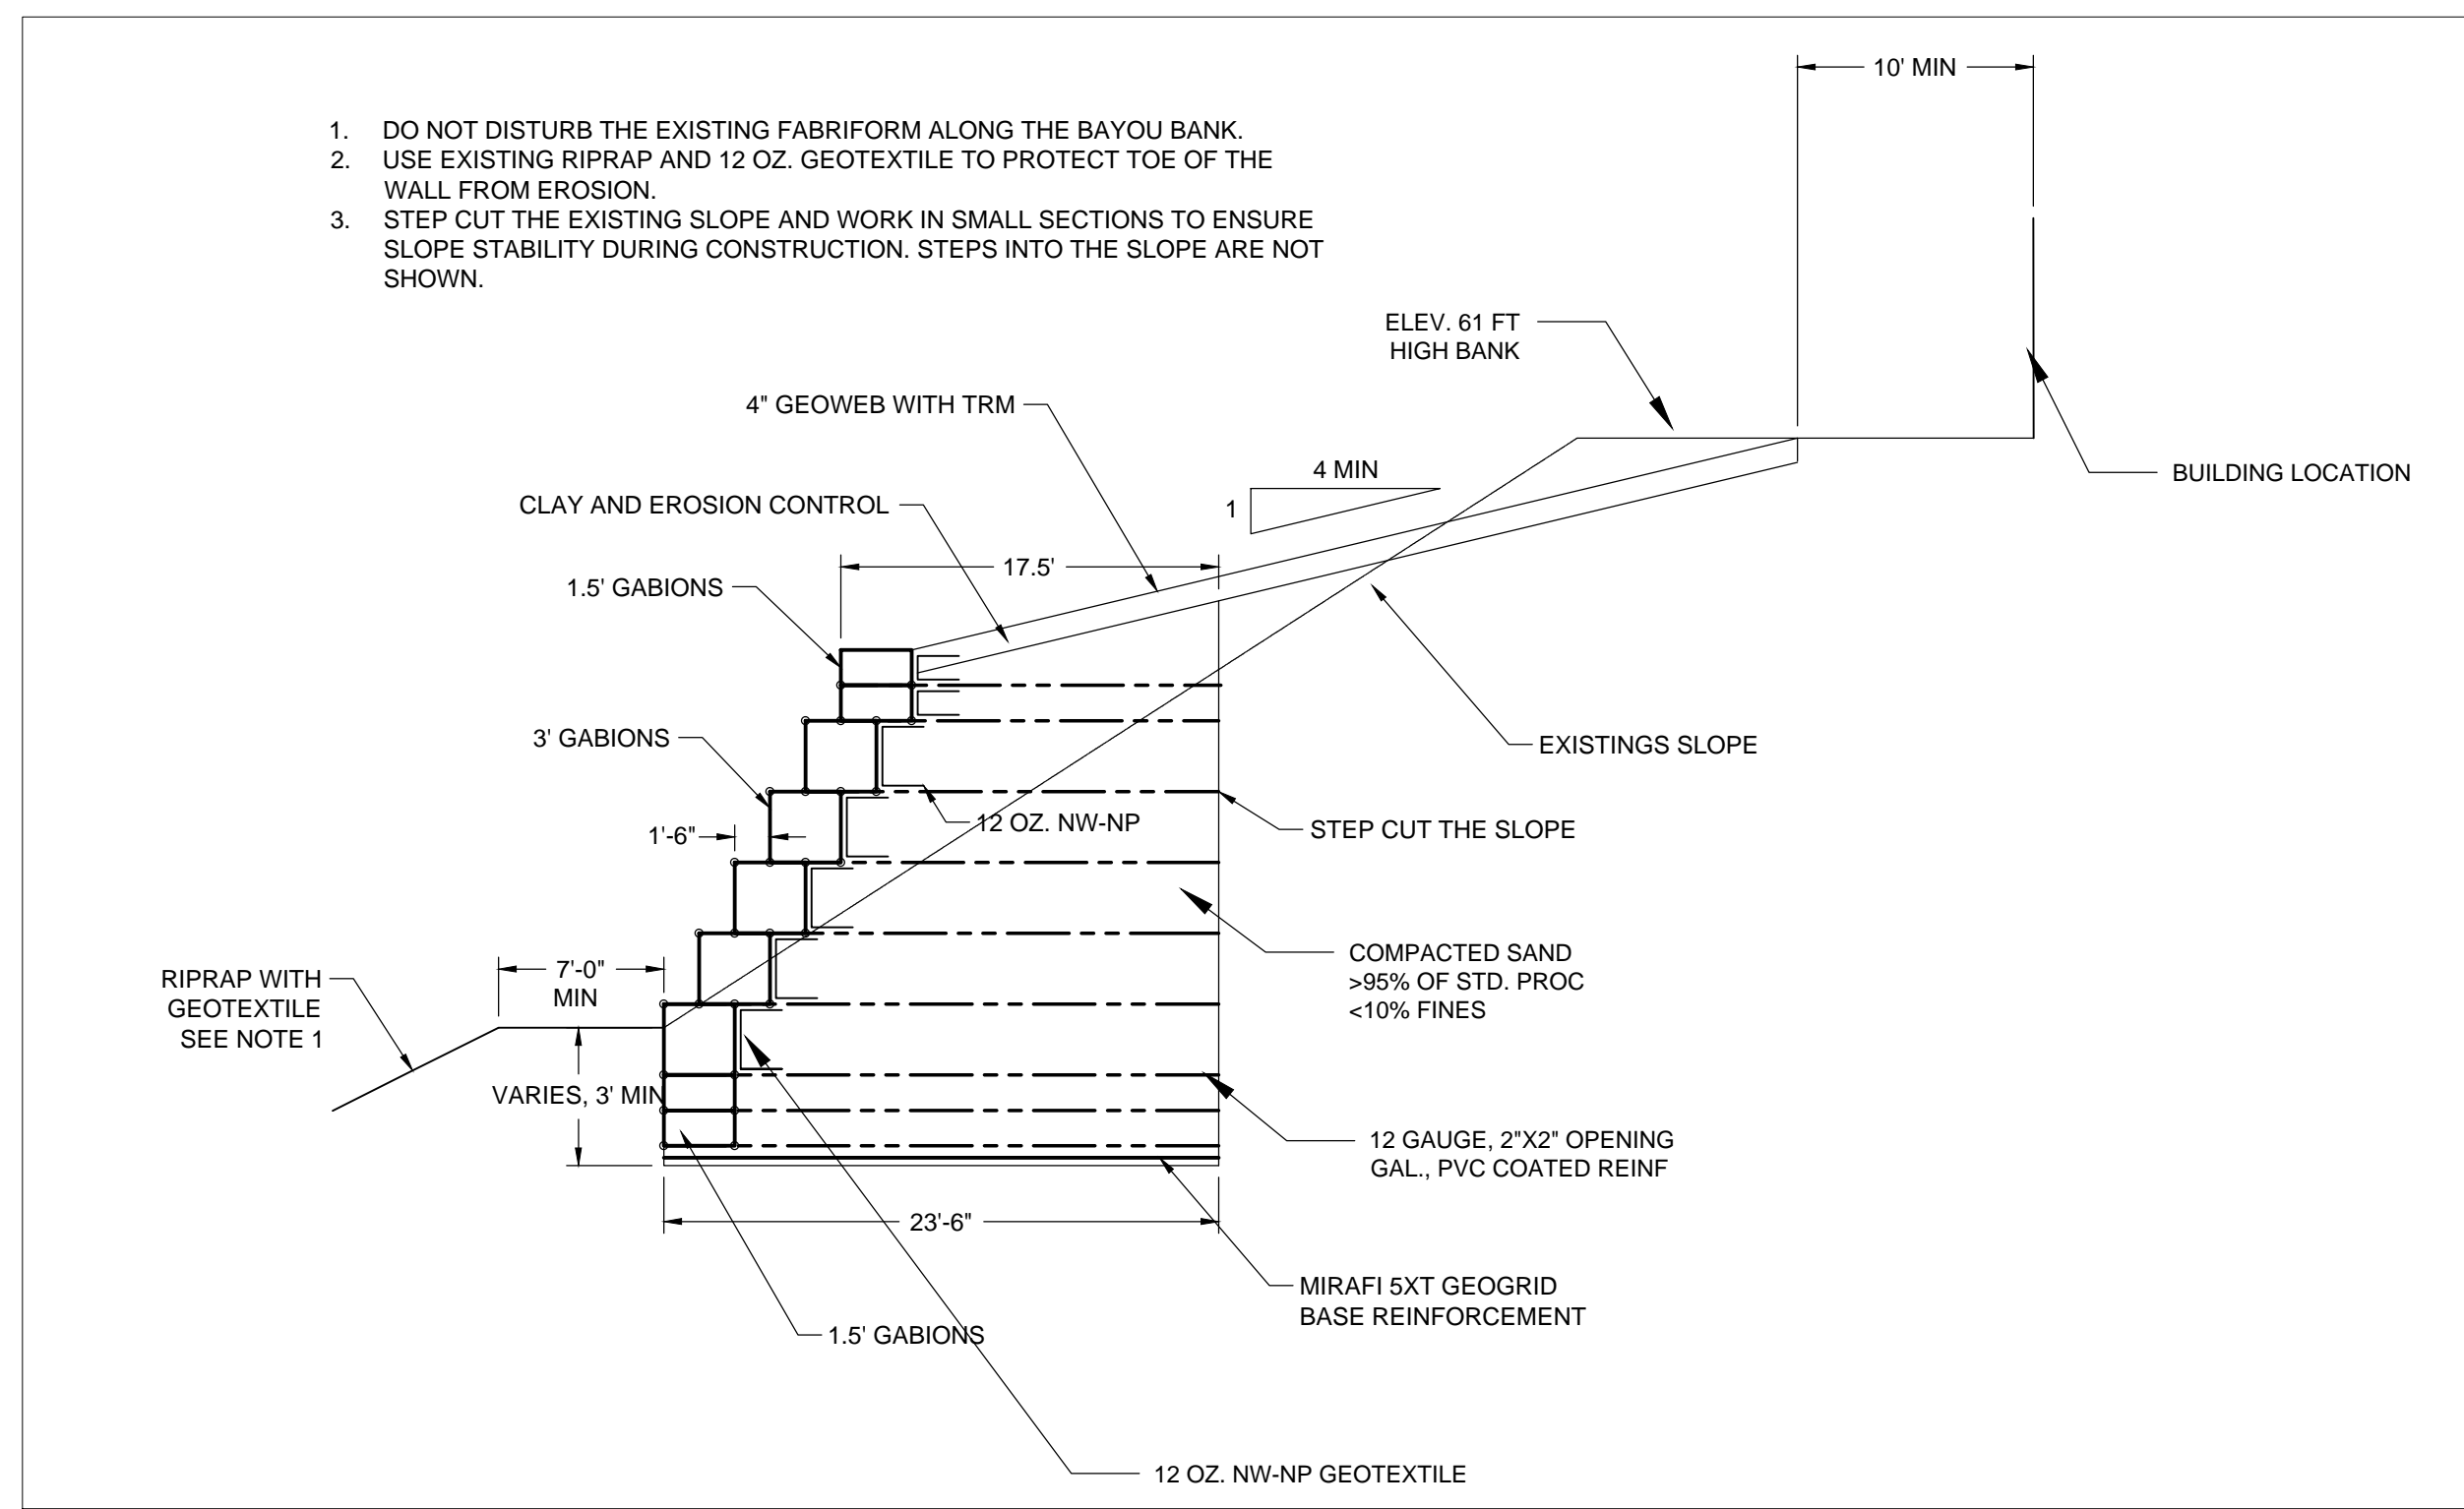 10' MIN
1. DO NOT DISTURB THE EXISTING FABRIFORM ALONG THE BAYOU BANK.
2. USE EXISTING RIPRAP AND 12 OZ. GEOTEXTILE TO PROTECT TOE OF THE
WALL FROM EROSION.
3. STEP CUT THE EXISTING SLOPE AND WORK IN SMALL SECTIONS TO ENSURE
SLOPE STABILITY DURING CONSTRUCTION. STEPS INTO THE SLOPE ARE NOT
SHOWN.
ELEV. 61 FT
HIGH BANK
4" GEOWEB WITH TRM
4 MIN
1
BUILDING LOCATION
CLAY AND EROSION CONTROL
17.5'
1.5' GABIONS
3' GABIONS
EXISTINGS SLOPE
1'-6"
12 OZ. NW-NP
STEP CUT THE SLOPE
COMPACTED SAND
>95% OF STD. PROC
<10% FINES
7'-0"
MIN
RIPRAP WITH
GEOTEXTILE
SEE NOTE 1
VARIES, 3' MIN
12 GAUGE, 2"X2" OPENING
GAL., PVC COATED REINF
23'-6"
MIRAFI 5XT GEOGRID
BASE REINFORCEMENT
1.5' GABIONS
12 OZ. NW-NP GEOTEXTILE